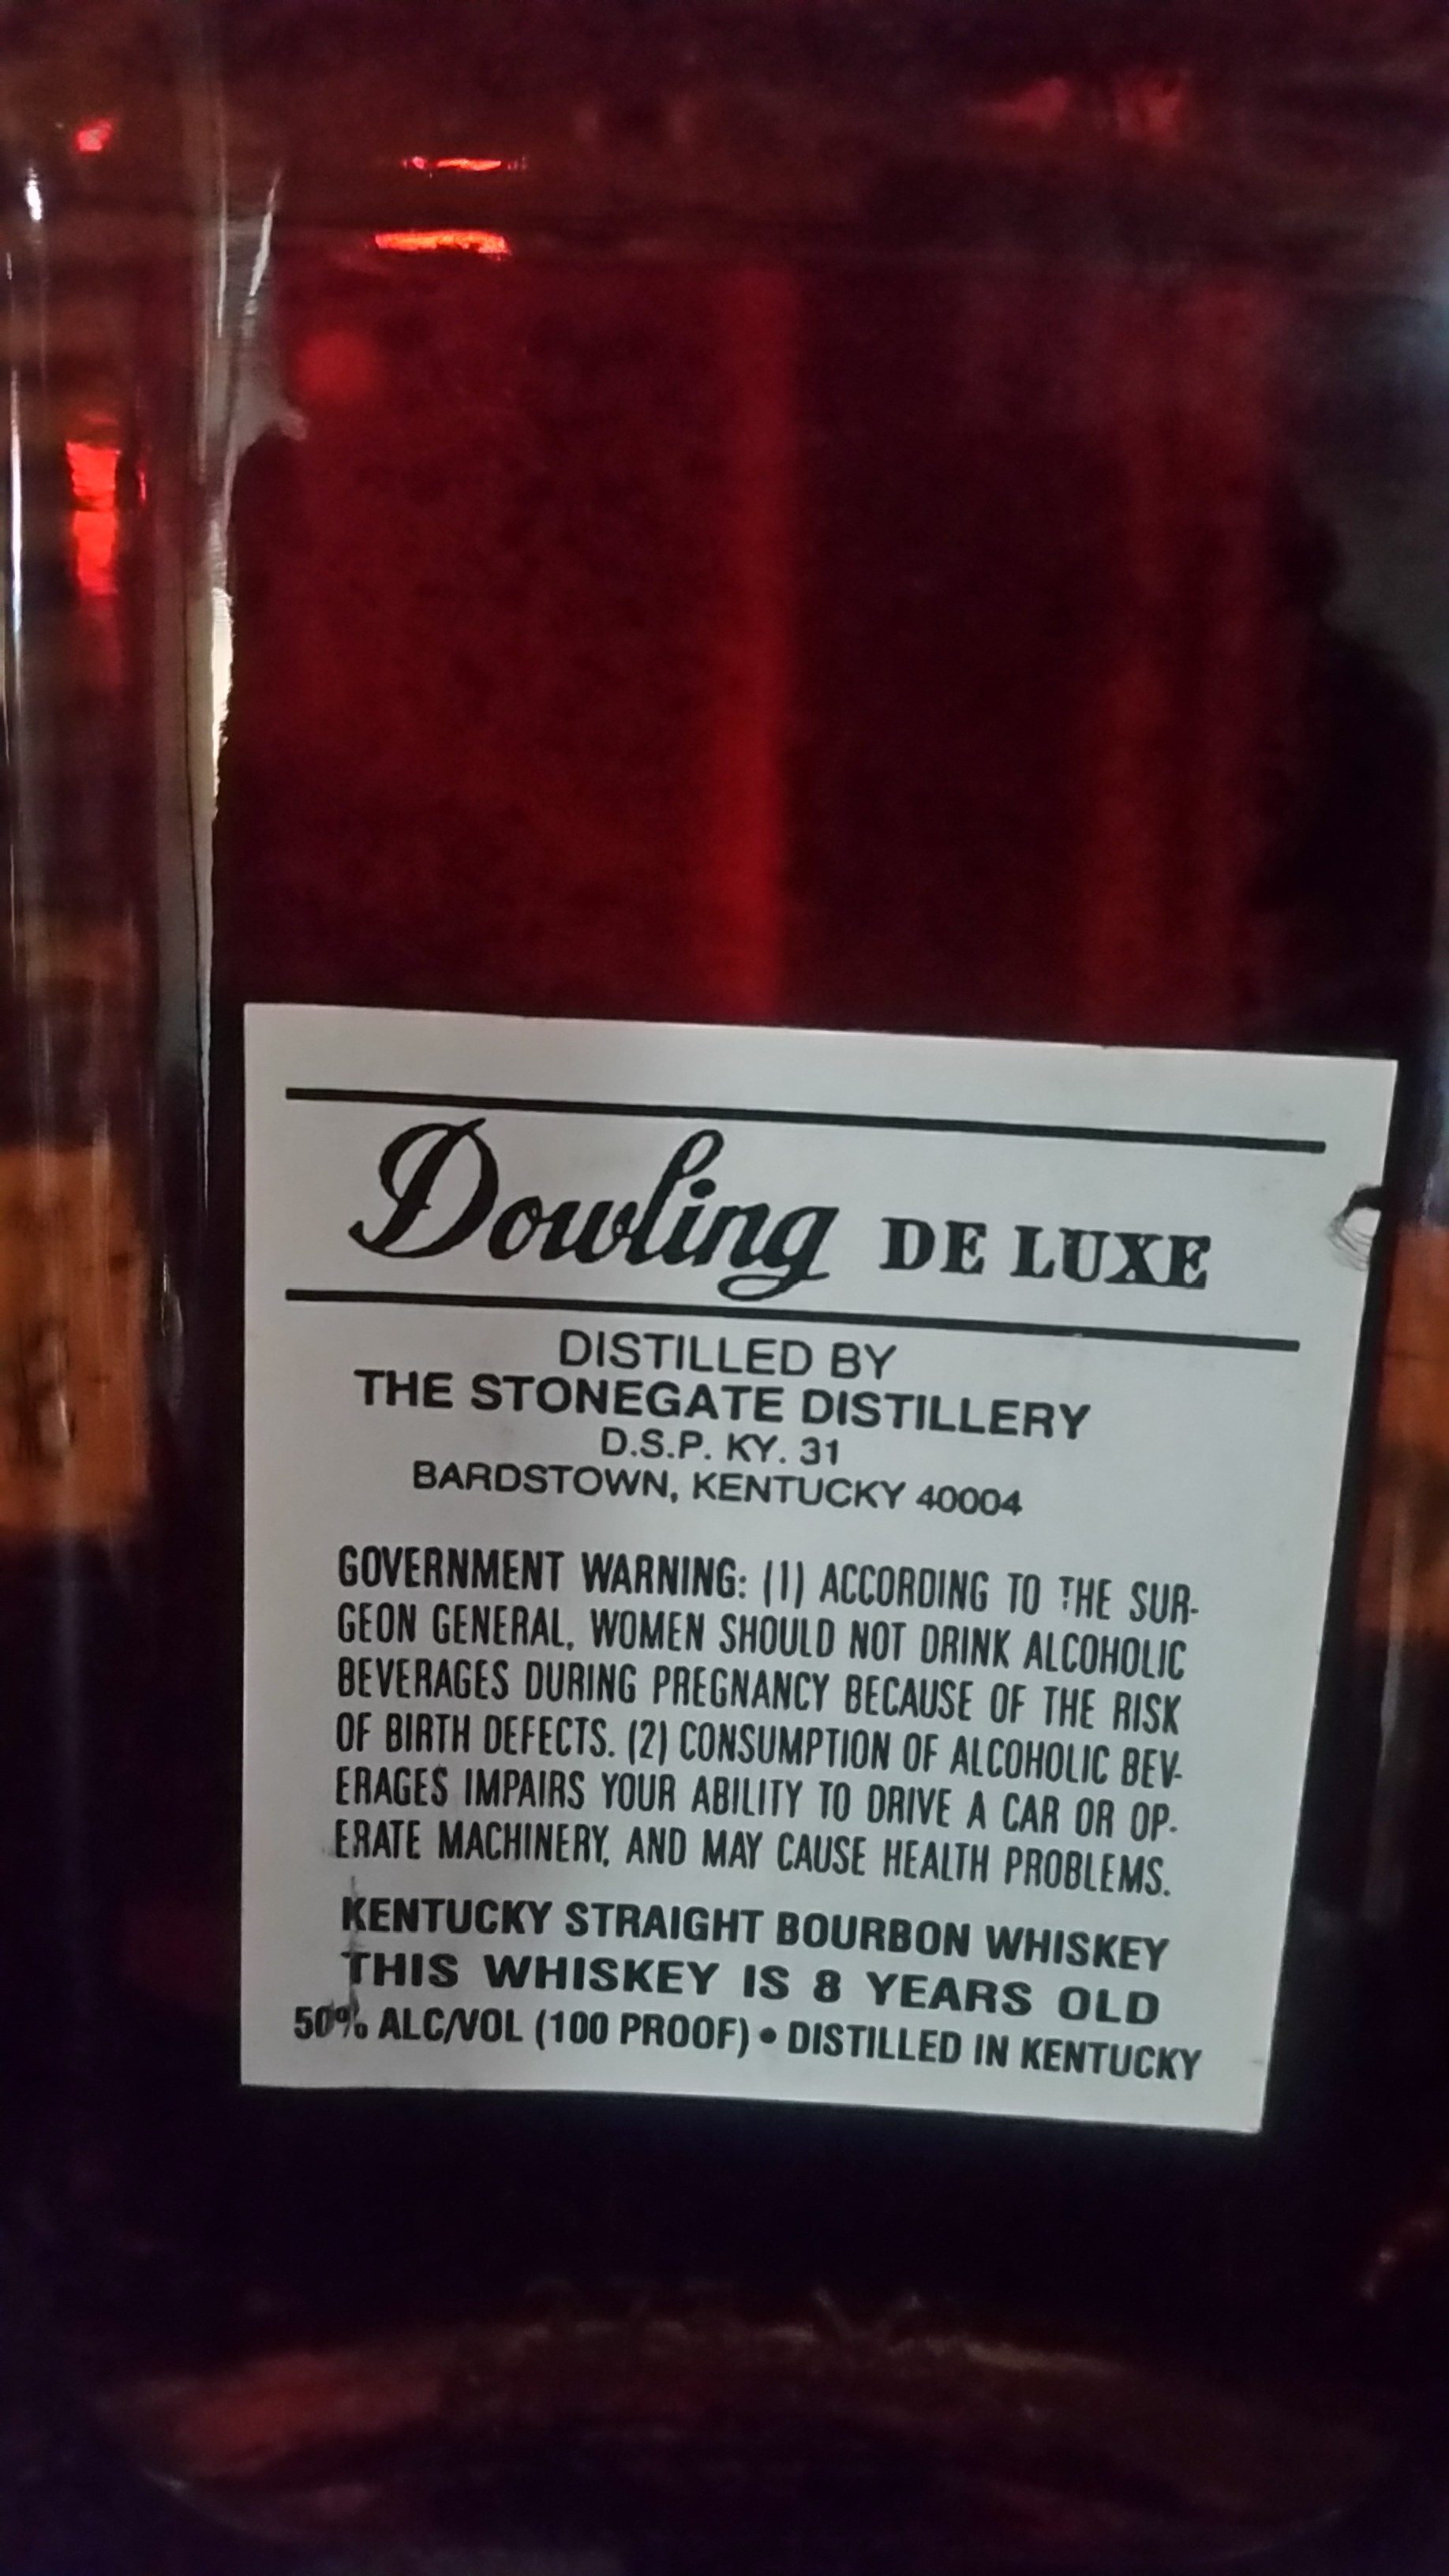 Dowling DE LUXE
DISTILLED BY
THE STONEGATE DISTILLERY
D.S.P. KY. 31
BARDSTOWN, KENTUCKY 40004
GOVERNMENT WARNING: (1) ACCORDING TO THE SUR-
GEON GENERAL, WOMEN SHOULD NOT DRINK ALCOHOLIC
BEVERAGES DURING PREGNANCY BECAUSE OF THE RISK
OF BIRTH DEFECTS. (2) CONSUMPTION OF ALCOHOLIC BEV-
ERAGES IMPAIRS YOUR ABILITY TO DRIVE A CAR OR OP-
ERATE MACHINERY, AND MAY CAUSE HEALTH PROBLEMS.
KENTUCKY STRAIGHT BOURBON WHISKEY
THIS WHISKEY IS 8 YEARS OLD
50% ALC/VOL (100 PROOF) • DISTILLED IN KENTUCKY